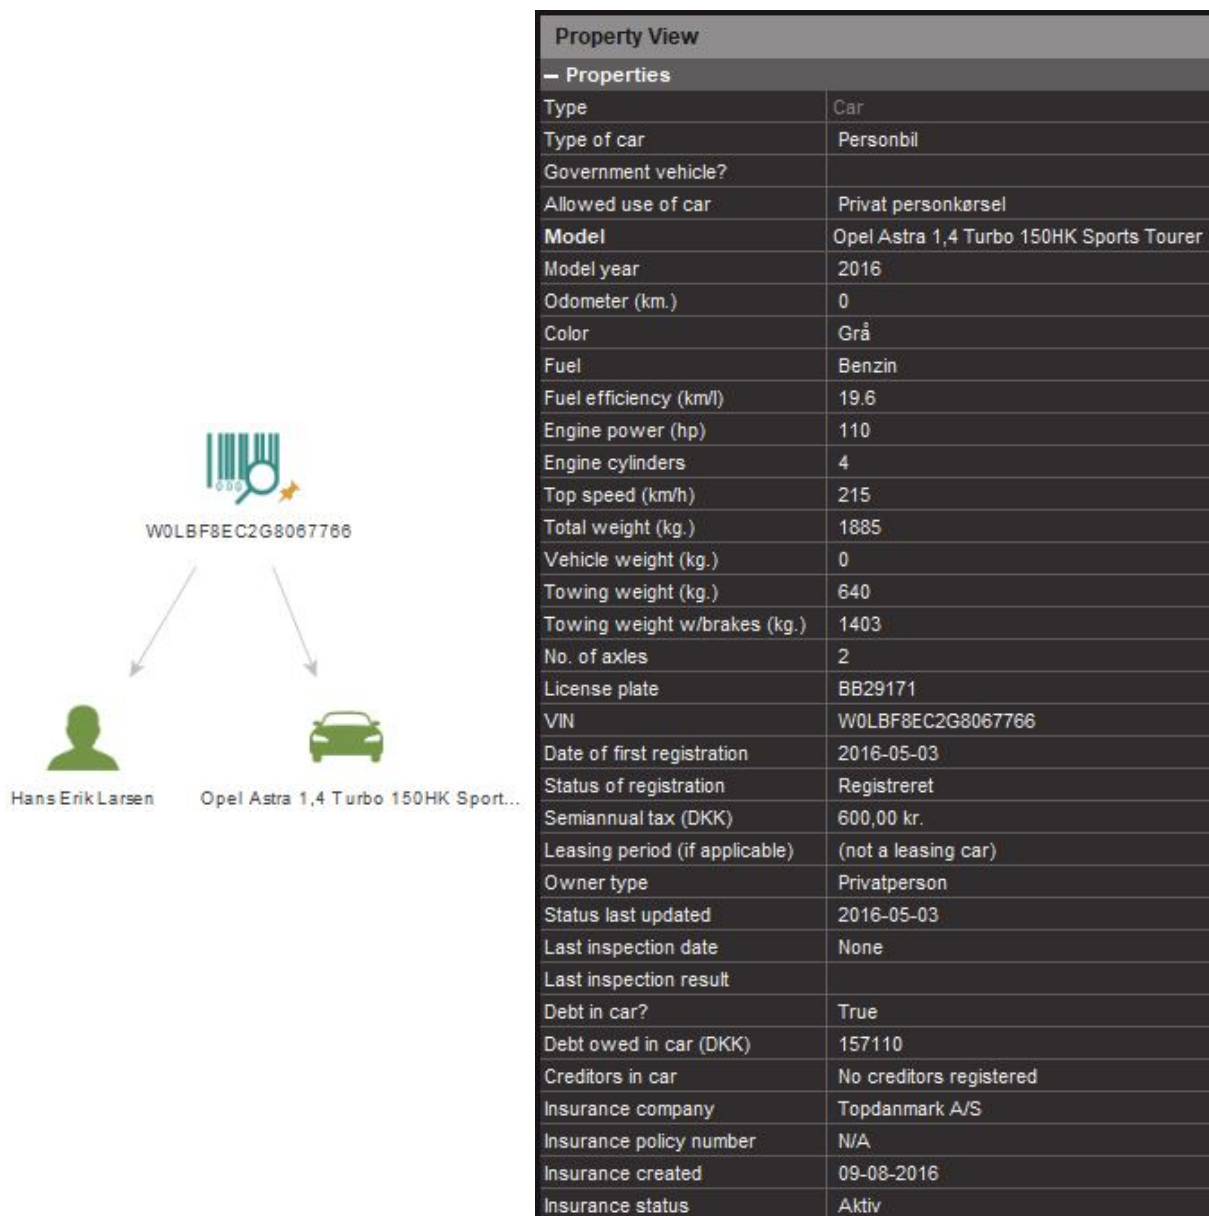 W0LBF8EC2G8067766
Hans Erik Larsen
Opel Astra 1,4 Turbo 150HK Sport...
Property View
– Properties
Type Car
Type of car Personbil
Government vehicle?
Allowed use of car Privat personkørsel
Model Opel Astra 1,4 Turbo 150HK Sports Tourer
Model year 2016
Odometer (km.) 0
Color Grå
Fuel Benzin
Fuel efficiency (km/l) 19.6
Engine power (hp) 110
Engine cylinders 4
Top speed (km/h) 215
Total weight (kg.) 1885
Vehicle weight (kg.) 0
Towing weight (kg.) 640
Towing weight w/brakes (kg.) 1403
No. of axles 2
License plate BB29171
VIN W0LBF8EC2G8067766
Date of first registration 2016-05-03
Status of registration Registreret
Semiannual tax (DKK) 600,00 kr.
Leasing period (if applicable) (not a leasing car)
Owner type Privatperson
Status last updated 2016-05-03
Last inspection date None
Last inspection result
Debt in car? True
Debt owed in car (DKK) 157110
Creditors in car No creditors registered
Insurance company Topdanmark A/S
Insurance policy number N/A
Insurance created 09-08-2016
Insurance status Aktiv